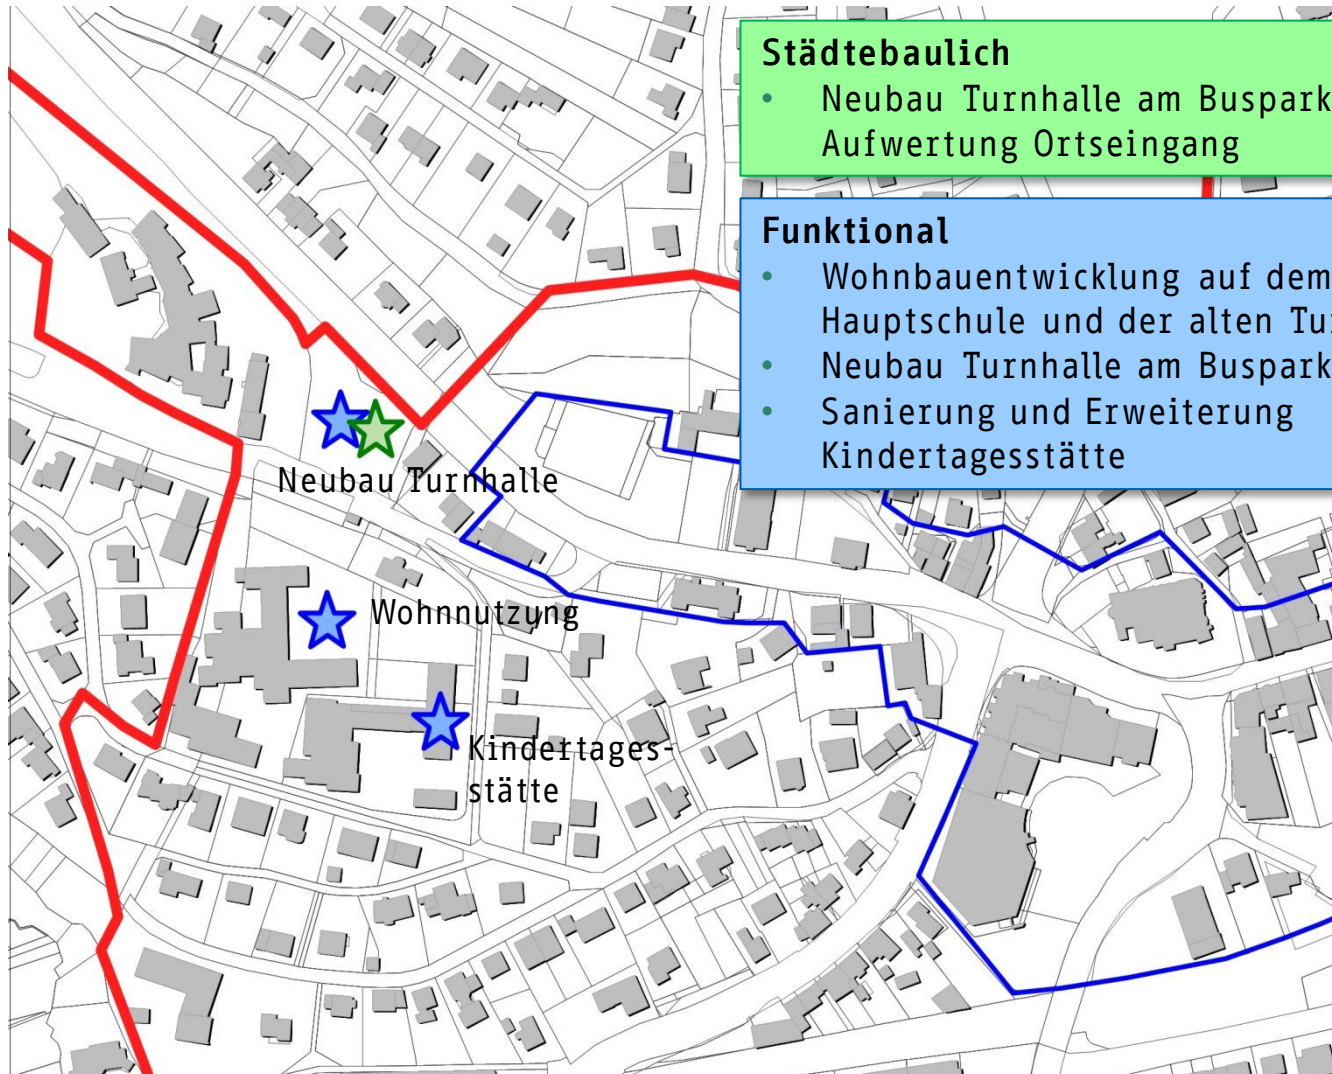 Städtebaulich
• Neubau Turnhalle am Buspark
Aufwertung Ortseingang
Funktional
• Wohnbauentwicklung auf dem
Hauptschule und der alten Tu
• Neubau Turnhalle am Buspark
• Sanierung und Erweiterung
Kindertagesstätte
Neubau Turnhalle
Wohnnutzung
Kindertages-
stätte